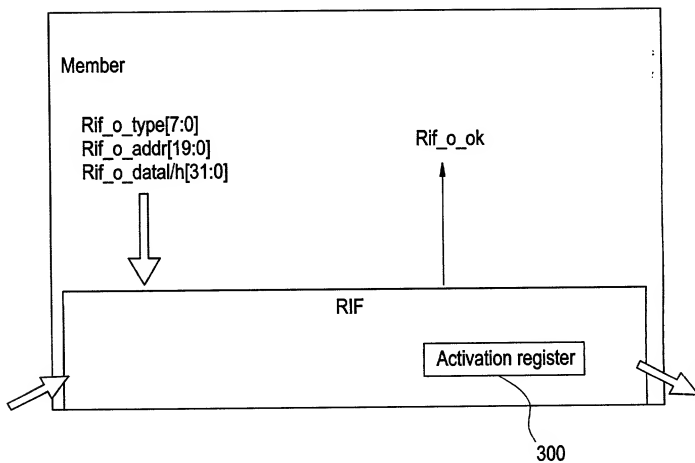 Member
Rif_o_type[7:0]
Rif_o_addr[19:0]
Rif_o_datal/h[31:0]
Rif_o_ok
RIF
Activation register
300